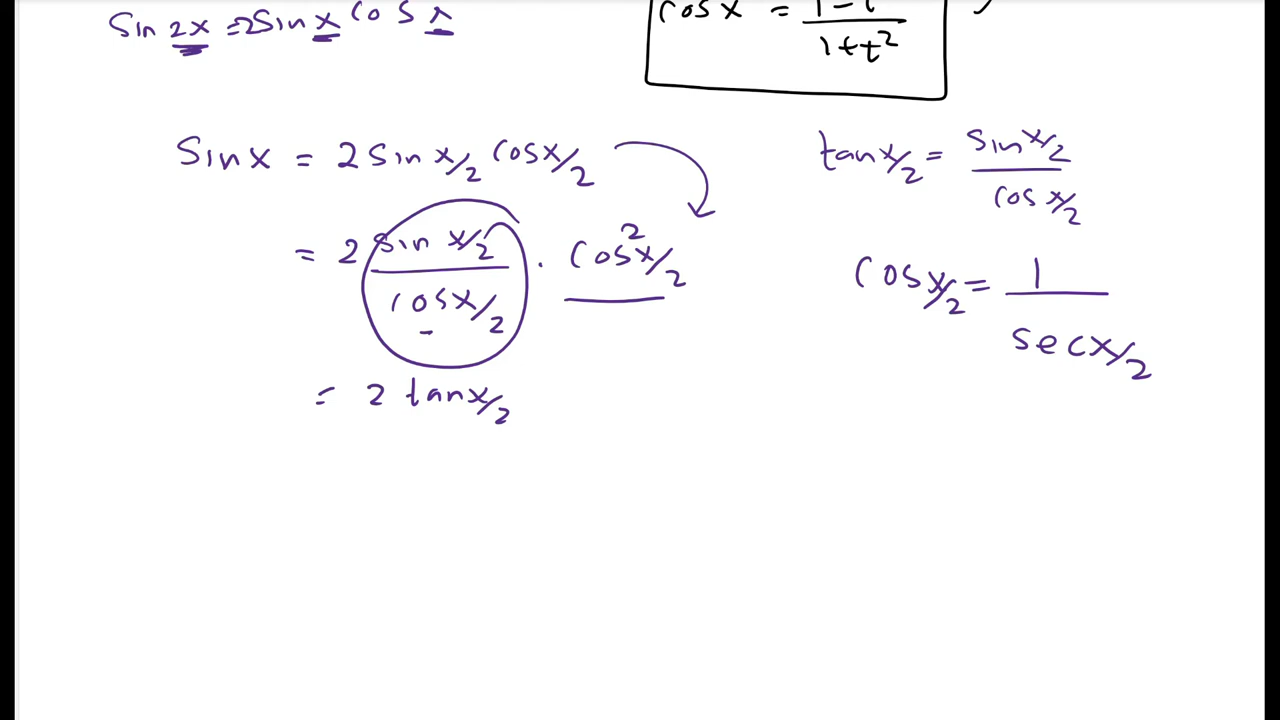 Sin 2x = 2Sin x Cos x
Cos x = 1-t² / 1+t²
Sin x = 2 Sin x/2 Cos x/2
= 2 Sin x/2 / Cos x/2 . Cos² x/2
= 2 tan x/2
tan x/2 = Sin x/2 / Cos x/2
Cos x/2 = 1 / Sec x/2